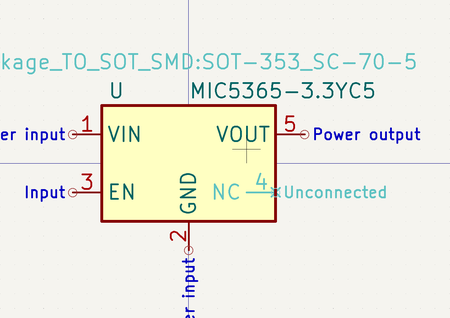 kage_TO_SOT_SMD:SOT-353_SC-70-5
U MIC5365-3.3YC5
er input 1 VIN VOUT 5 Power output
Input 3 EN GND NC 4 Unconnected
2
er input